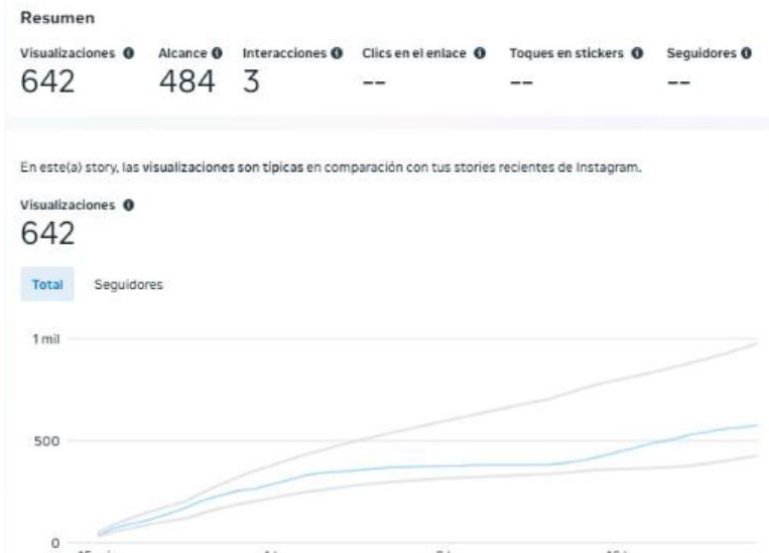 Resumen
Visualizaciones Alcance Interacciones Clics en el enlace Toques en stickers Seguidores
642 484 3 -- -- --
En este(a) story, las visualizaciones son típicas en comparación con tus stories recientes de Instagram.
Visualizaciones
642
Total Seguidores
1 mil
500
0